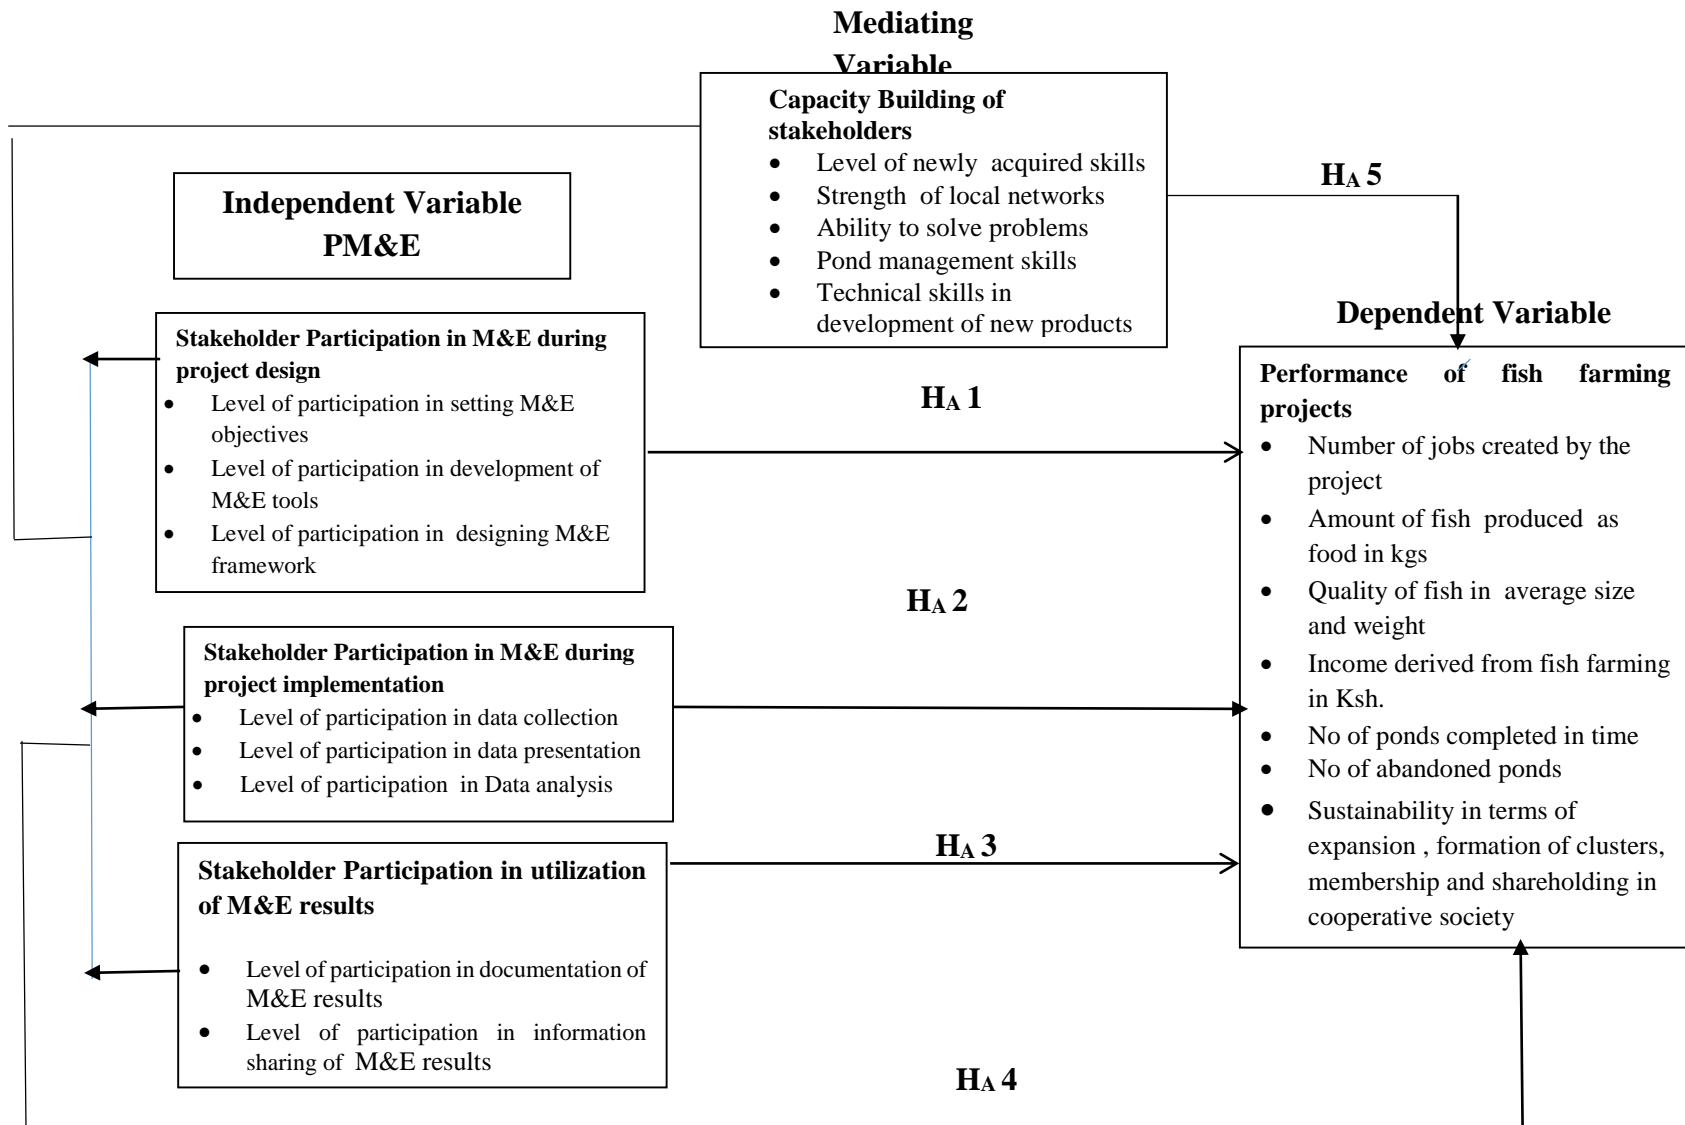 Mediating
Variable
Capacity Building of
stakeholders
• Level of newly acquired skills
• Strength of local networks
• Ability to solve problems
• Pond management skills
• Technical skills in
development of new products
HA 5
Independent Variable
PM&E
Stakeholder Participation in M&E during
project design
• Level of participation in setting M&E
objectives
• Level of participation in development of
M&E tools
• Level of participation in designing M&E
framework
HA 1
HA 2
Stakeholder Participation in M&E during
project implementation
• Level of participation in data collection
• Level of participation in data presentation
• Level of participation in Data analysis
HA 3
Stakeholder Participation in utilization
of M&E results
• Level of participation in documentation of
M&E results
• Level of participation in information
sharing of M&E results
HA 4
Dependent Variable
Performance of fish farming
projects
• Number of jobs created by the
project
• Amount of fish produced as
food in kgs
• Quality of fish in average size
and weight
• Income derived from fish farming
in Ksh.
• No of ponds completed in time
• No of abandoned ponds
• Sustainability in terms of
expansion , formation of clusters,
membership and shareholding in
cooperative society